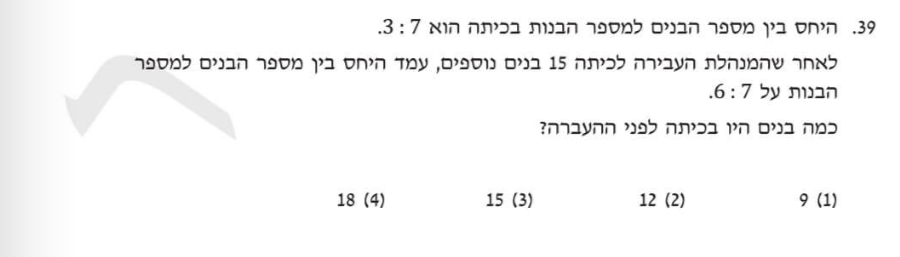 39. היחס בין מספר הבנים למספר הבנות בכיתה הוא 7 : 3.
לאחר שהמנהלת העבירה לכיתה 15 בנים נוספים, עמד היחס בין מספר הבנים למספר
הבנות על 7 : 6.
כמה בנים היו בכיתה לפני ההעברה?
(1) 9 (2) 12 (3) 15 (4) 18